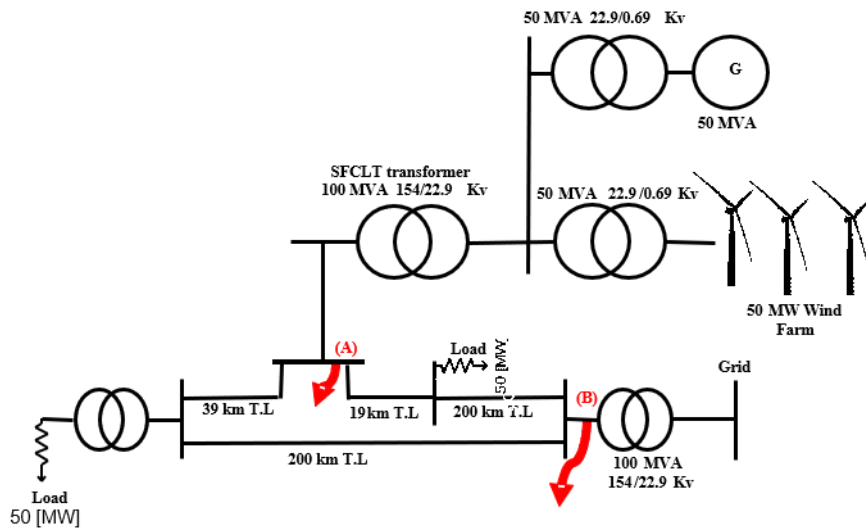 50 MVA 22.9/0.69 Kv
G
50 MVA
SFCLT transformer
100 MVA 154/22.9 Kv
50 MVA 22.9/0.69 Kv
50 MW Wind
Farm
(A)
Load
50 [MW]
Grid
(B)
39 km T.L
19km T.L
200 km T.L
200 km T.L
100 MVA
154/22.9 Kv
Load
50 [MW]